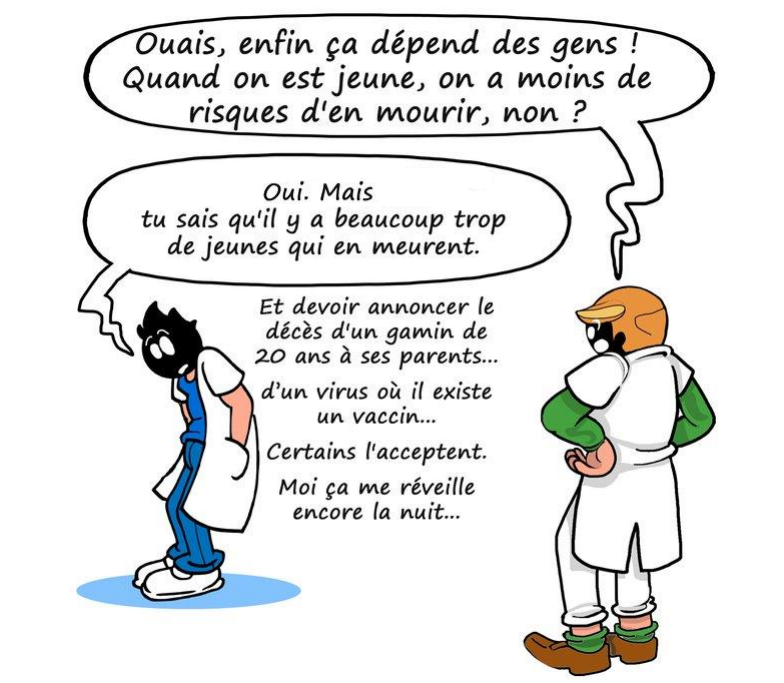 Ouais, enfin ça dépend des gens !
Quand on est jeune, on a moins de
risques d'en mourir, non ?
Oui. Mais
tu sais qu'il y a beaucoup trop
de jeunes qui en meurent.
Et devoir annoncer le
décès d'un gamin de
20 ans à ses parents...
d'un virus où il existe
un vaccin...
Certains l'acceptent.
Moi ça me réveille
encore la nuit...